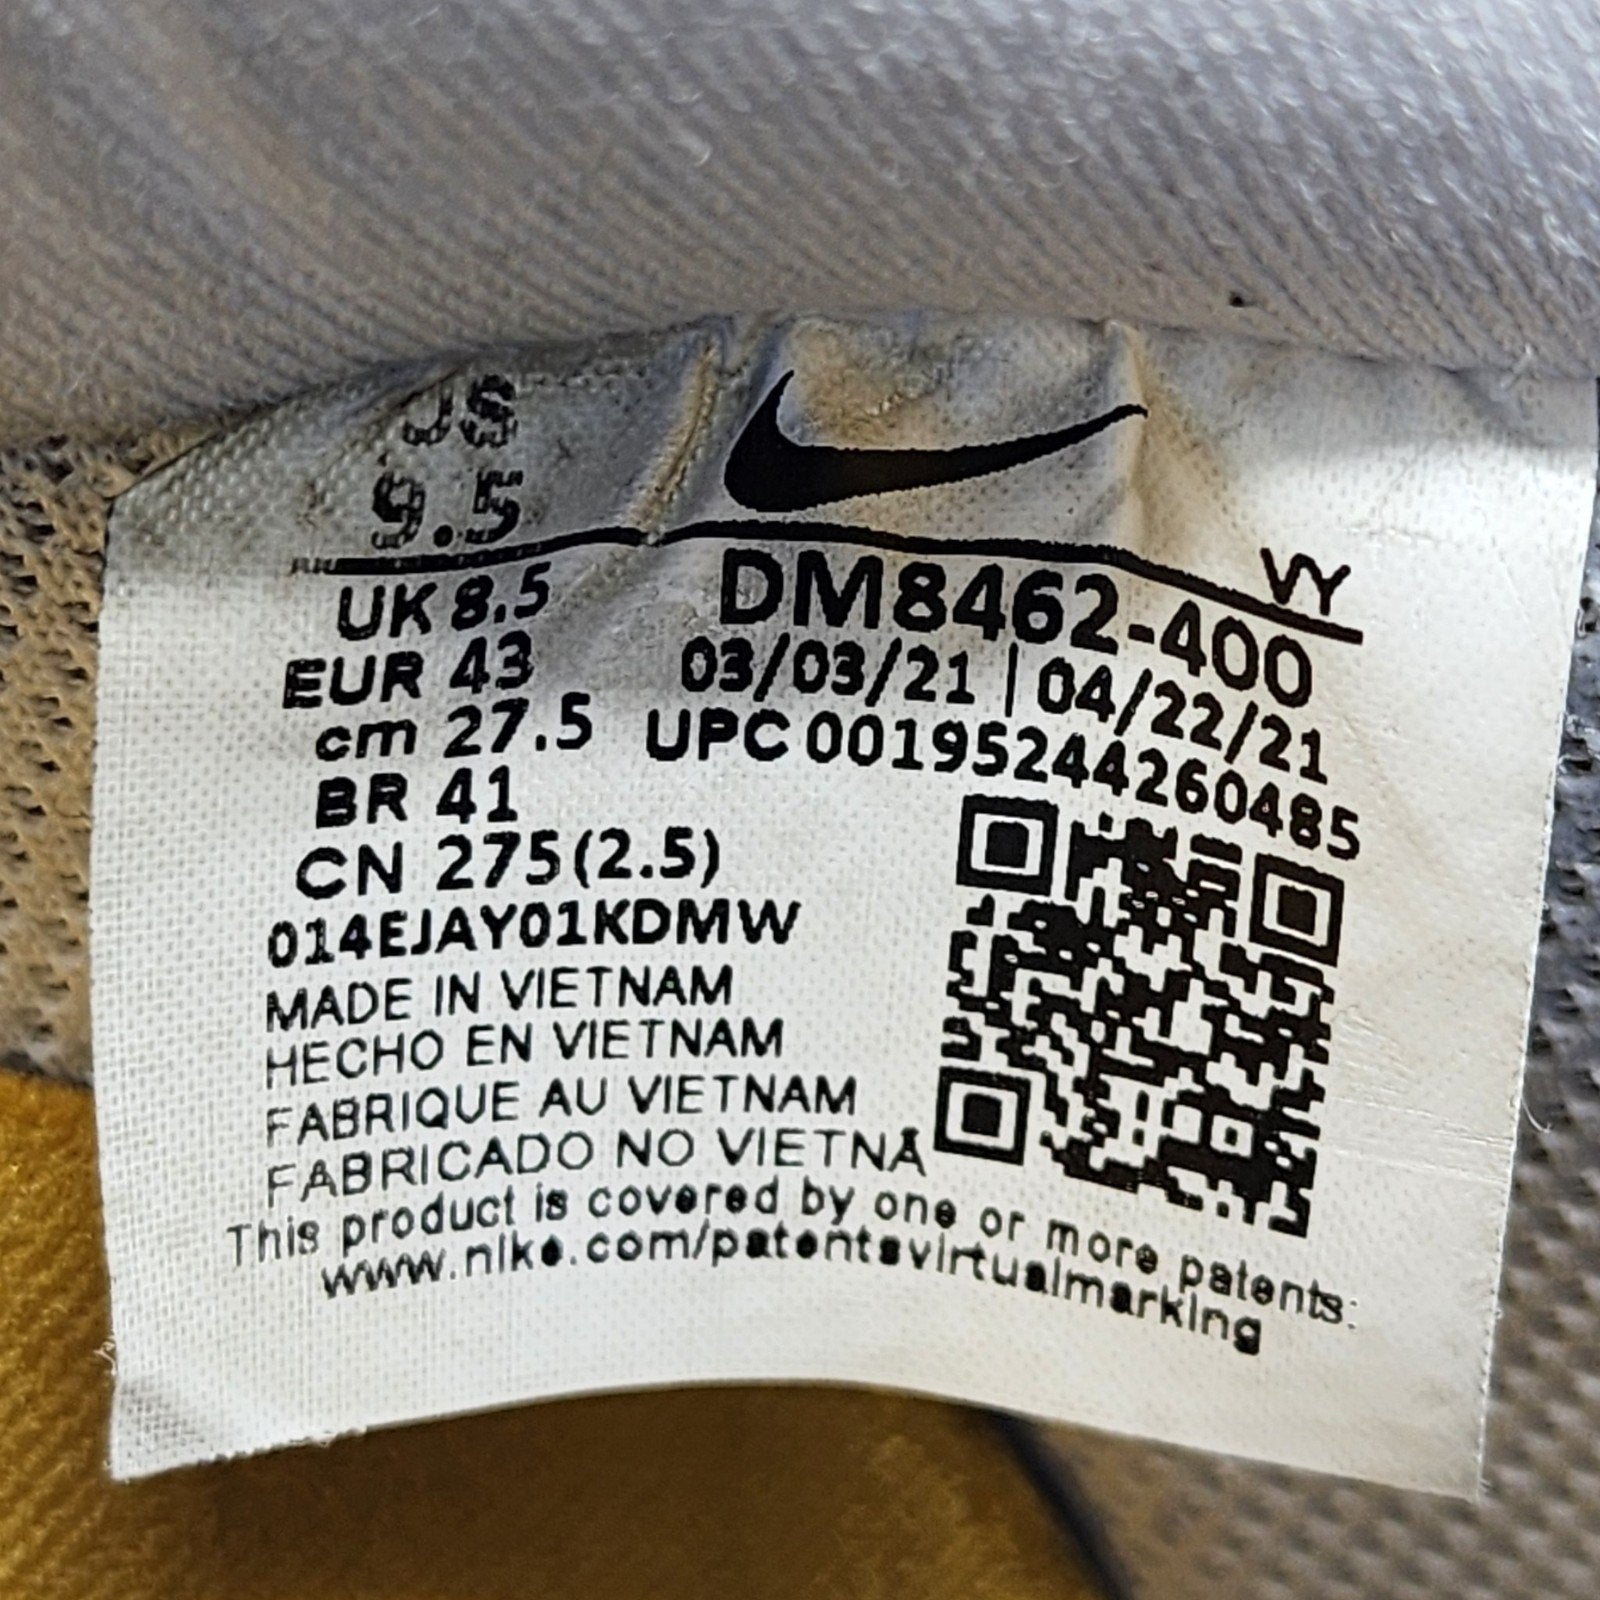 US
9.5
VY
UK 8.5
EUR 43
cm 27.5
BR 41
CN 275(2.5)
DM8462-400
03/03/21 | 04/22/21
UPC 00195244260485
014EJAY01KDMW
MADE IN VIETNAM
HECHO EN VIETNAM
FABRIQUE AU VIETNAM
FABRICADO NO VIETNÃ
This product is covered by one or more patents:
www.nike.com/patentsvirtualmarking